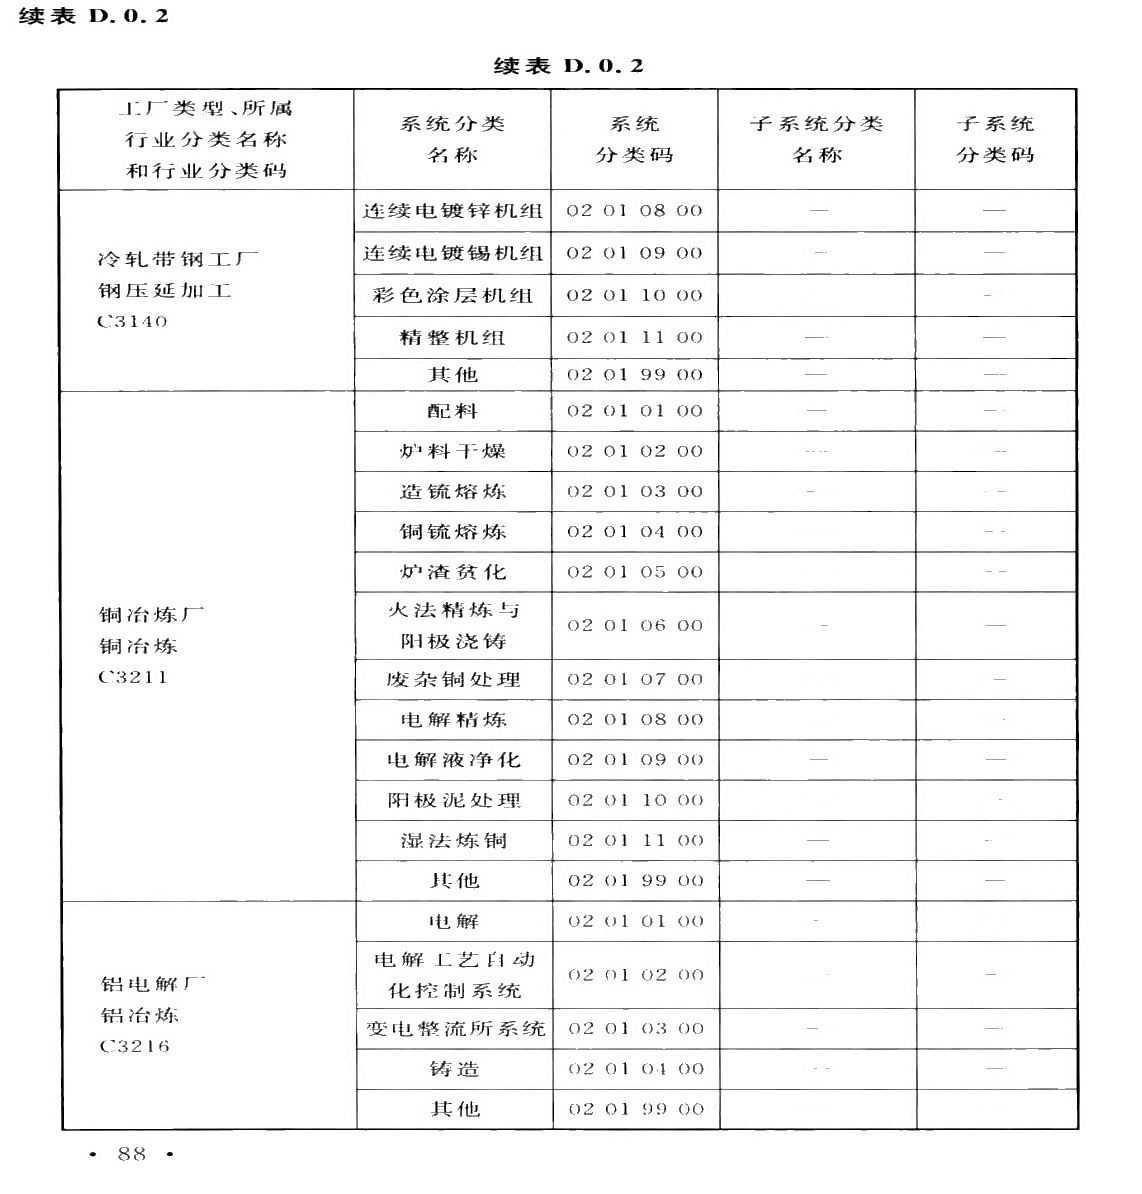 续表 D.0.2
续表 D.0.2
工厂类型、所属
行业分类名称
和行业分类码
系统分类
名称
系统
分类码
子系统分类
名称
子系统
分类码
冷轧带钢工厂
钢压延加工
C3140
连续电镀锌机组 02 01 08 00 — —
连续电镀锡机组 02 01 09 00 — —
彩色涂层机组 02 01 10 00 —
精整机组 02 01 11 00 — —
其他 02 01 99 00 — —
铜冶炼厂
铜冶炼
C3211
配料 02 01 01 00 — —
炉料干燥 02 01 02 00 — —
造锍熔炼 02 01 03 00 — —
铜锍熔炼 02 01 04 00 —
炉渣贫化 02 01 05 00 —
火法精炼与
阳极浇铸
02 01 06 00 — —
废杂铜处理 02 01 07 00 —
电解精炼 02 01 08 00
电解液净化 02 01 09 00 — —
阳极泥处理 02 01 10 00 —
湿法炼铜 02 01 11 00 — —
其他 02 01 99 00 — —
铝电解厂
铝冶炼
C3216
电解 02 01 01 00 —
电解工艺自动
化控制系统
02 01 02 00 —
变电整流所系统 02 01 03 00 — —
铸造 02 01 04 00 — —
其他 02 01 99 00
• 88 •